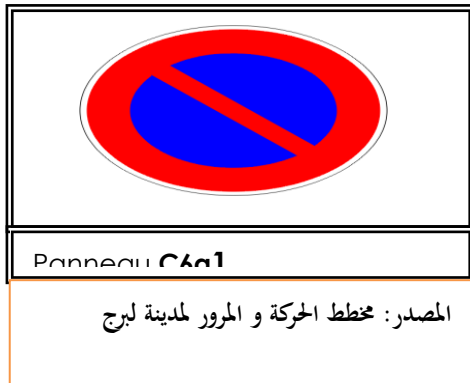 Panneau C6a1
المصدر: مخطط الحركة و المرور لمدينة لبرج